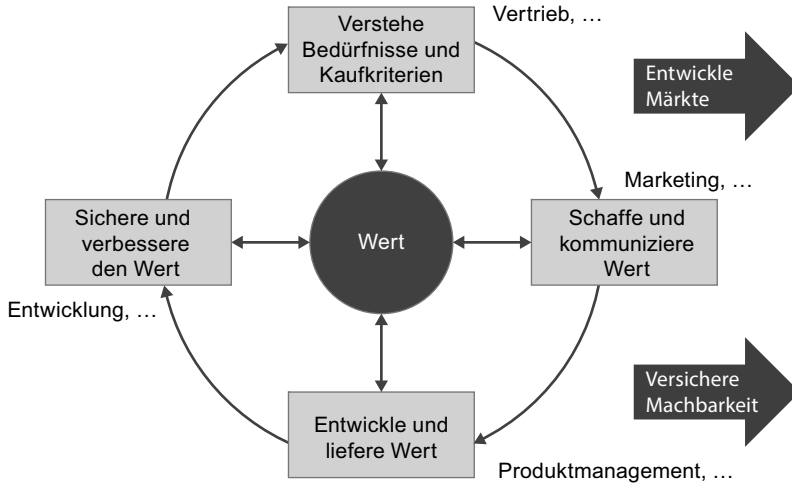 Verstehe
Bedürfnisse und
Kaufkriterien
Vertrieb, …
Entwickle
Märkte
Marketing, …
Sichere und
verbessere
den Wert
Wert
Schaffe und
kommuniziere
Wert
Entwicklung, …
Versichere
Machbarkeit
Entwickle und
liefere Wert
Produktmanagement, …